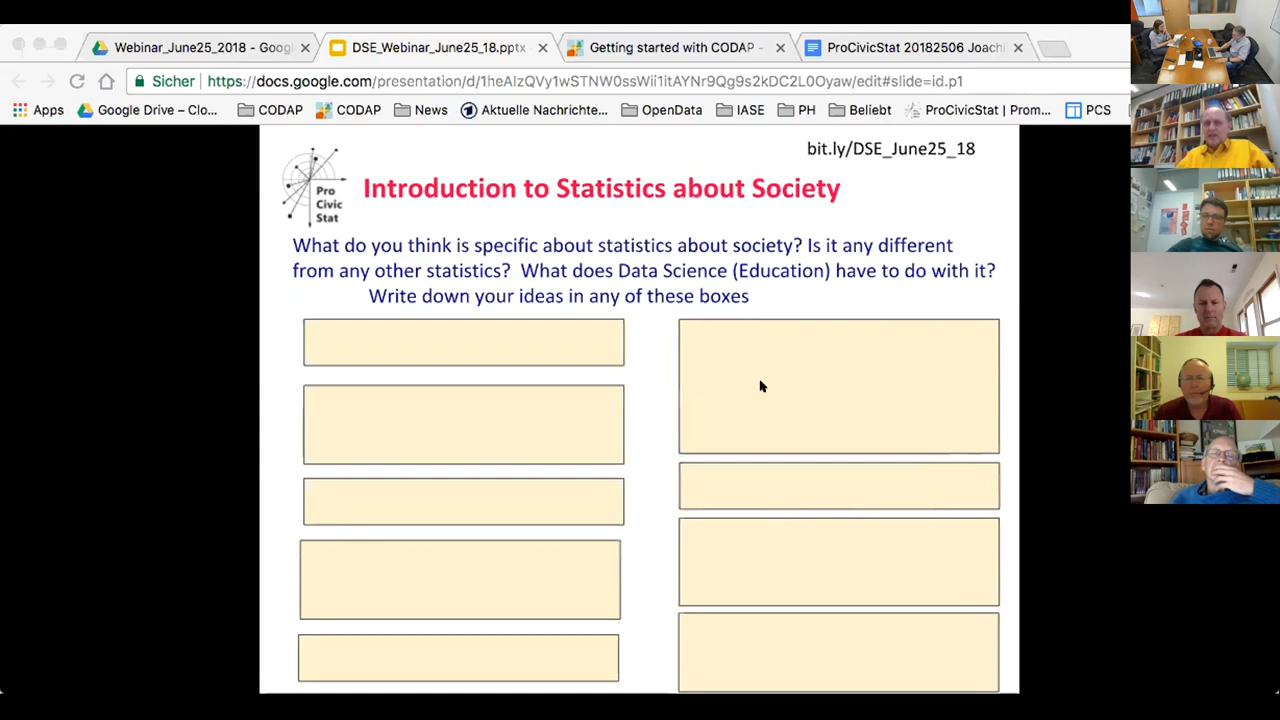 Webinar_June25_2018 - Googl
DSE_Webinar_June25_18.pptx
Getting started with CODAP -
ProCivicStat 20182506 Joach
Sicher
https://docs.google.com/presentation/d/1heAIzQVy1wSTNW0ssWii1itAYNr9Qg9s2kDC2L0Oyaw/edit#slide=id.p1
Apps
Google Drive – Clo...
CODAP
CODAP
News
Aktuelle Nachrichte...
OpenData
IASE
PH
Beliebt
ProCivicStat | Prom...
PCS
bit.ly/DSE_June25_18
Pro
Civic
Stat
Introduction to Statistics about Society
What do you think is specific about statistics about society? Is it any different
from any other statistics? What does Data Science (Education) have to do with it?
Write down your ideas in any of these boxes